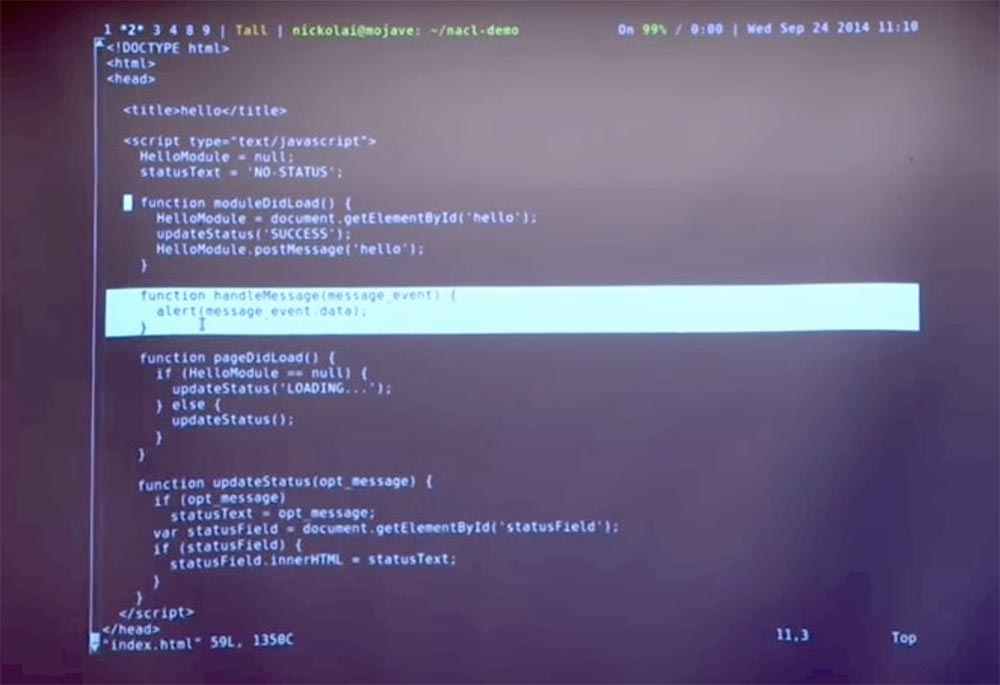 1 *2* 3 4 8 9 | Tall | nickolai@mojave: ~/nacl-demo On 99% / 0:00 | Wed Sep 24 2014 11:10
<!DOCTYPE html>
<html>
<head>
<title>hello</title>
<script type="text/javascript">
HelloModule = null;
statusText = 'NO-STATUS';
function moduleDidLoad() {
HelloModule = document.getElementById('hello');
updateStatus('SUCCESS');
HelloModule.postMessage('hello');
}
function handleMessage(message_event) {
alert(message_event.data);
}
function pageDidLoad() {
if (HelloModule == null) {
updateStatus('LOADING...');
} else {
updateStatus();
}
}
function updateStatus(opt_message) {
if (opt_message)
statusText = opt_message;
var statusField = document.getElementById('statusField');
if (statusField) {
statusField.innerHTML = statusText;
}
}
</script>
</head>
"index.html" 59L, 1350C 11,3 Top